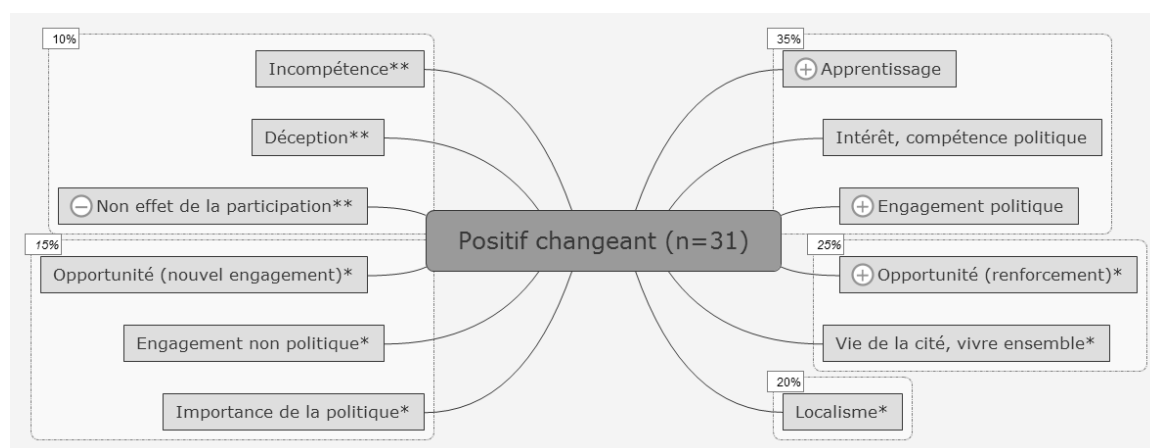 10%
Incompétence**
Déception**
Non effet de la participation**
15%
Opportunité (nouvel engagement)*
Engagement non politique*
Importance de la politique*
Positif changeant (n=31)
35%
Apprentissage
Intérêt, compétence politique
Engagement politique
25%
Opportunité (renforcement)*
Vie de la cité, vivre ensemble*
20%
Localisme*